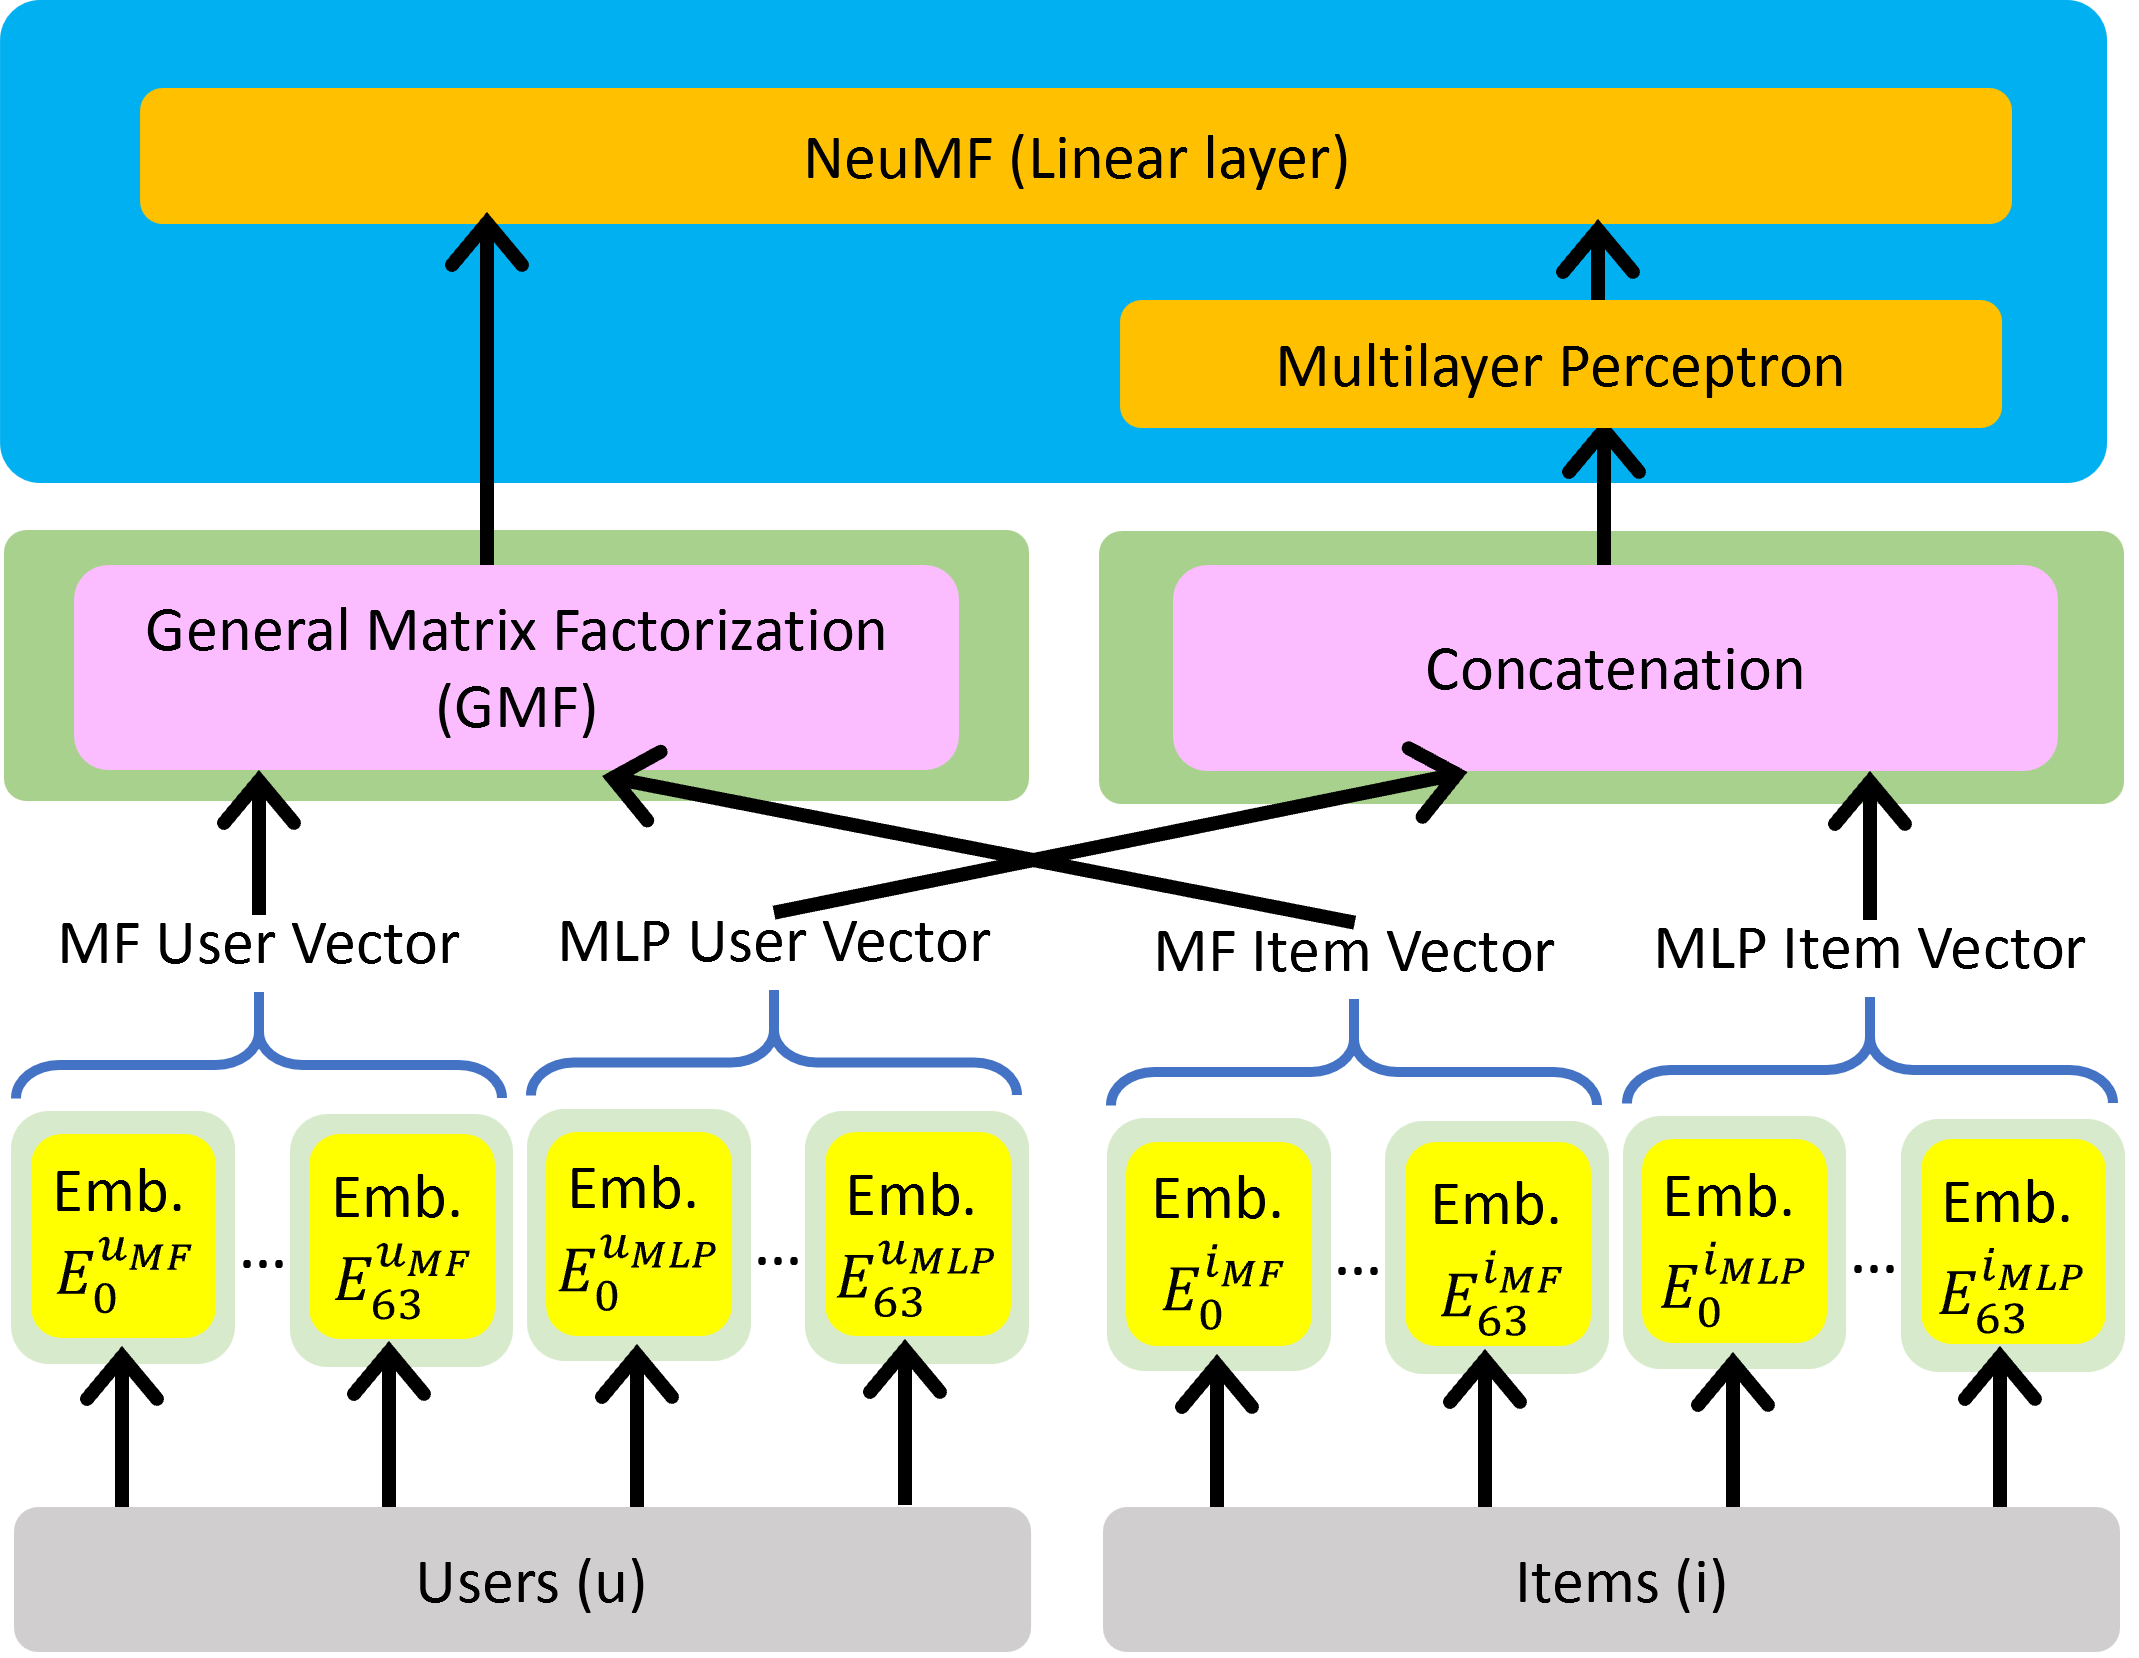 NeuMF (Linear layer)
Multilayer Perceptron
General Matrix Factorization
(GMF)
Concatenation
MF User Vector
MLP User Vector
MF Item Vector
MLP Item Vector
Emb.
E_0^{u_{MF}}
...
Emb.
E_{63}^{u_{MF}}
Emb.
E_0^{u_{MLP}}
...
Emb.
E_{63}^{u_{MLP}}
Emb.
E_0^{i_{MF}}
...
Emb.
E_{63}^{i_{MF}}
Emb.
E_0^{i_{MLP}}
...
Emb.
E_{63}^{i_{MLP}}
Users (u)
Items (i)